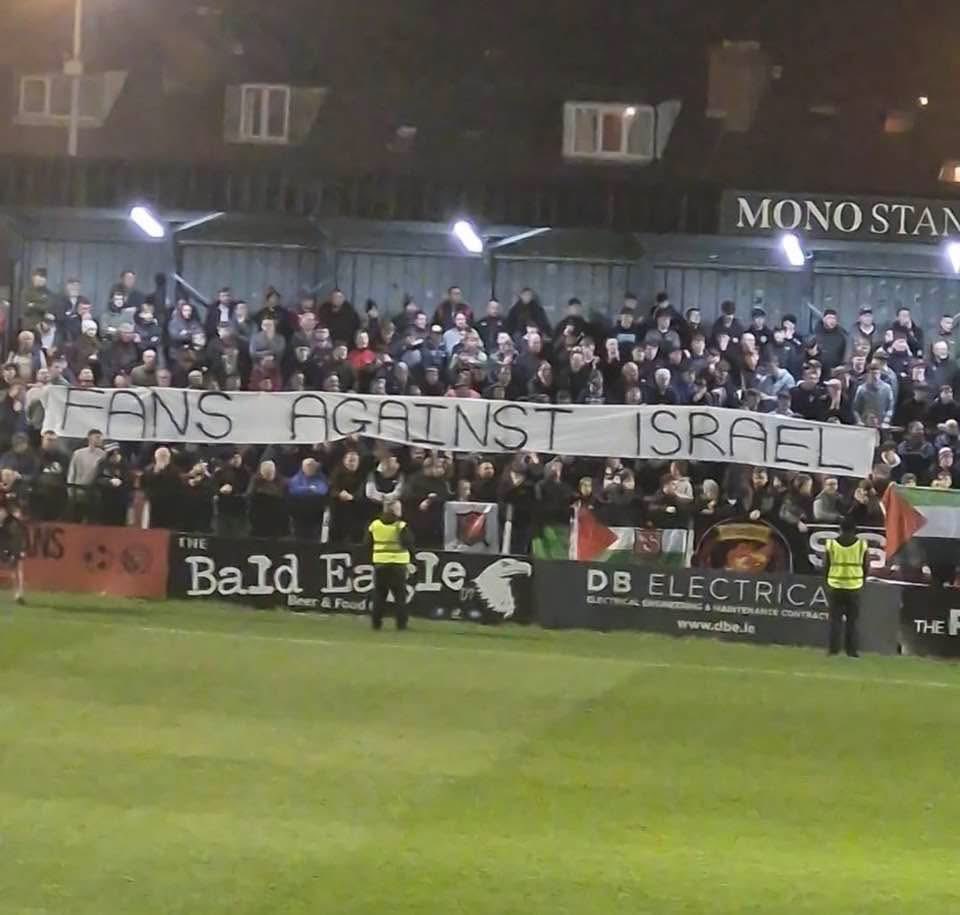 MONO STAN
FANS AGAINST ISRAEL
ANS
THE
Bald Eagle
Beer & Food
DB ELECTRICA
ELECTRICAL ENGINEERING & MAINTENANCE CONTRACT
www.dbe.ie
THE